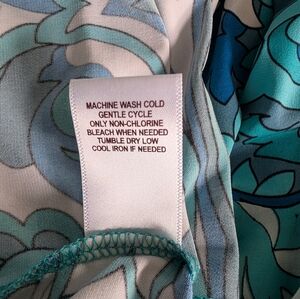 MACHINE WASH COLD
GENTLE CYCLE
ONLY NON-CHLORINE
BLEACH WHEN NEEDED
TUMBLE DRY LOW
COOL IRON IF NEEDED